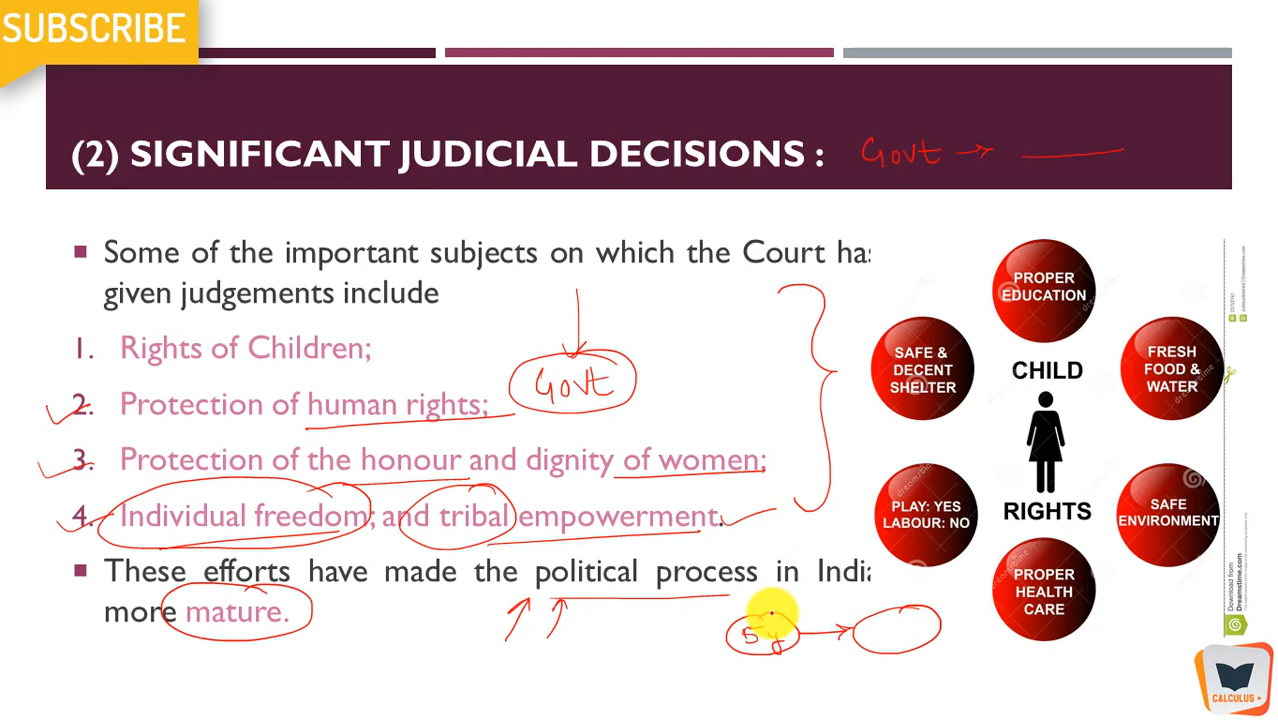 SUBSCRIBE
(2) SIGNIFICANT JUDICIAL DECISIONS : Govt →
Some of the important subjects on which the Court has
given judgements include
1. Rights of Children;
Govt
2. Protection of human rights;
3. Protection of the honour and dignity of women;
4. Individual freedom; and tribal empowerment.
These efforts have made the political process in India
more mature.
5 y →
PROPER
EDUCATION
SAFE &
DECENT
SHELTER
FRESH
FOOD &
WATER
CHILD
RIGHTS
PLAY: YES
LABOUR: NO
SAFE
ENVIRONMENT
PROPER
HEALTH
CARE
CALCULUS +